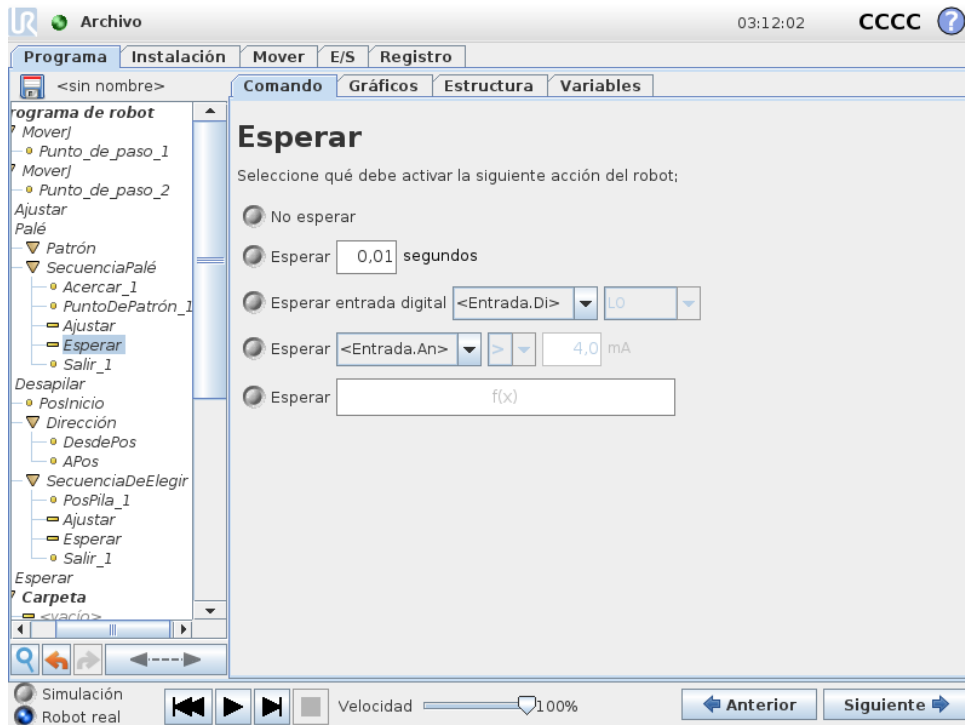 UR Archivo 03:12:02 CCCC ?
Programa Instalación Mover E/S Registro
<sin nombre>
Comando Gráficos Estructura Variables
rograma de robot
MoverJ
Punto_de_paso_1
MoverJ
Punto_de_paso_2
Ajustar
Palé
Patrón
SecuenciaPalé
Acercar_1
PuntoDePatrón_1
Ajustar
Esperar
Salir_1
Desapilar
PosInicio
Dirección
DesdePos
APos
SecuenciaDeElegir
PosPila_1
Ajustar
Esperar
Salir_1
Esperar
Carpeta
<vacío>
Esperar
Seleccione qué debe activar la siguiente acción del robot;
No esperar
Esperar 0,01 segundos
Esperar entrada digital <Entrada.Di> L0
Esperar <Entrada.An> > 4,0 mA
Esperar f(x)
Simulación
Robot real
Velocidad 100%
Anterior Siguiente